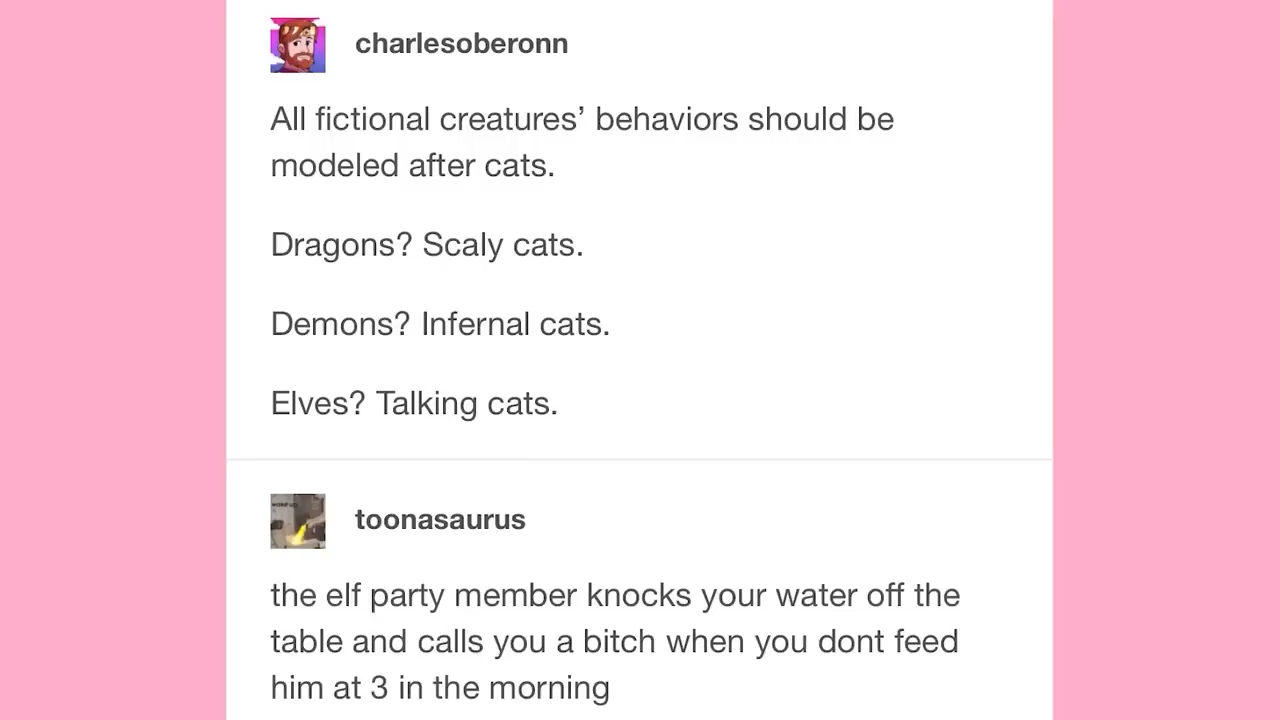 charlesoberonn
All fictional creatures’ behaviors should be
modeled after cats.
Dragons? Scaly cats.
Demons? Infernal cats.
Elves? Talking cats.
toonasaurus
the elf party member knocks your water off the
table and calls you a bitch when you dont feed
him at 3 in the morning